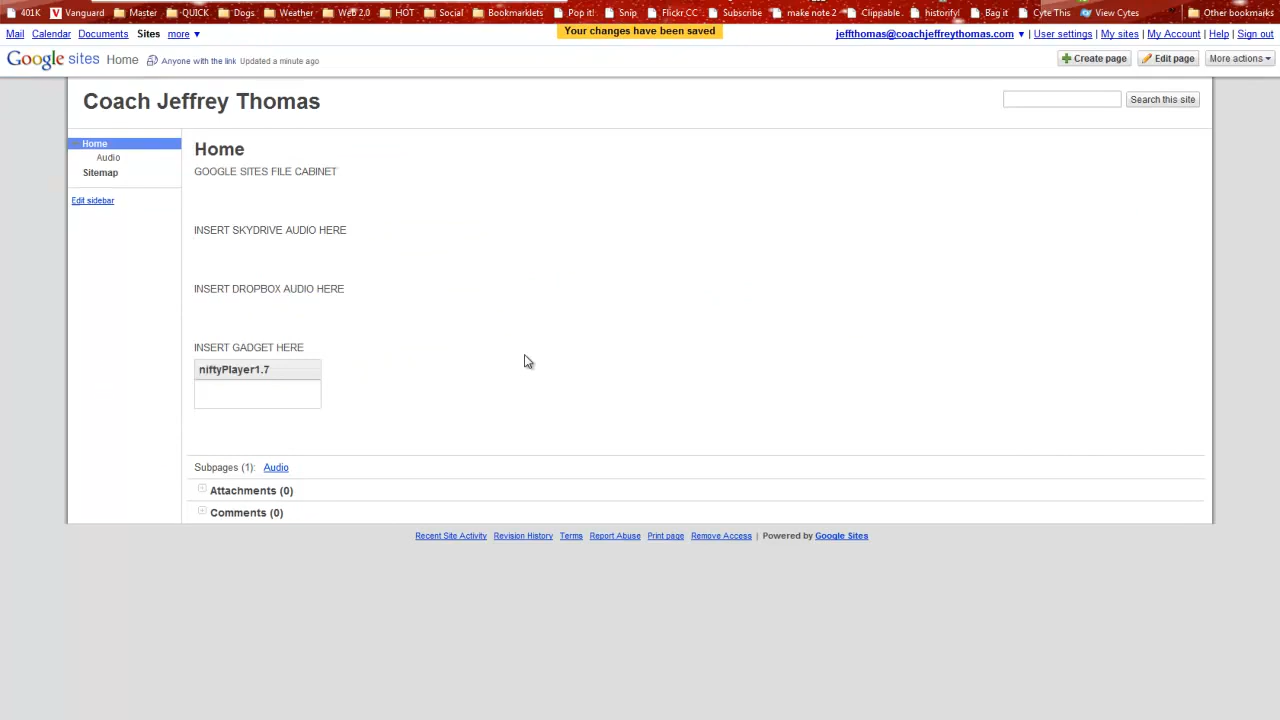 401K Vanguard Master QUICK Dogs Weather Web 2.0 HOT Social Bookmarklets Pop it! Snip Flickr CC Subscribe make note 2 Clippable historify! Bag it Cyte This View Cytes Other bookmarks
Mail Calendar Documents Sites more ▼ Your changes have been saved jeffthomas@coachjeffreythomas.com ▼ | User settings | My sites | My Account | Help | Sign out
Google sites Home Anyone with the link Updated a minute ago Create page Edit page More actions ▾
Coach Jeffrey Thomas Search this site
Home
Audio
Sitemap
Edit sidebar
Home
GOOGLE SITES FILE CABINET
INSERT SKYDRIVE AUDIO HERE
INSERT DROPBOX AUDIO HERE
INSERT GADGET HERE
niftyPlayer1.7
Subpages (1): Audio
Attachments (0)
Comments (0)
Recent Site Activity Revision History Terms Report Abuse Print page Remove Access | Powered by Google Sites